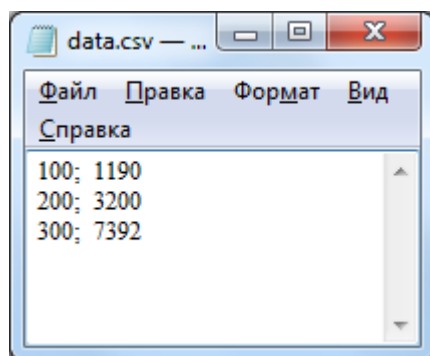 data.csv — ...
Файл Правка Формат Вид
Справка
100; 1190
200; 3200
300; 7392